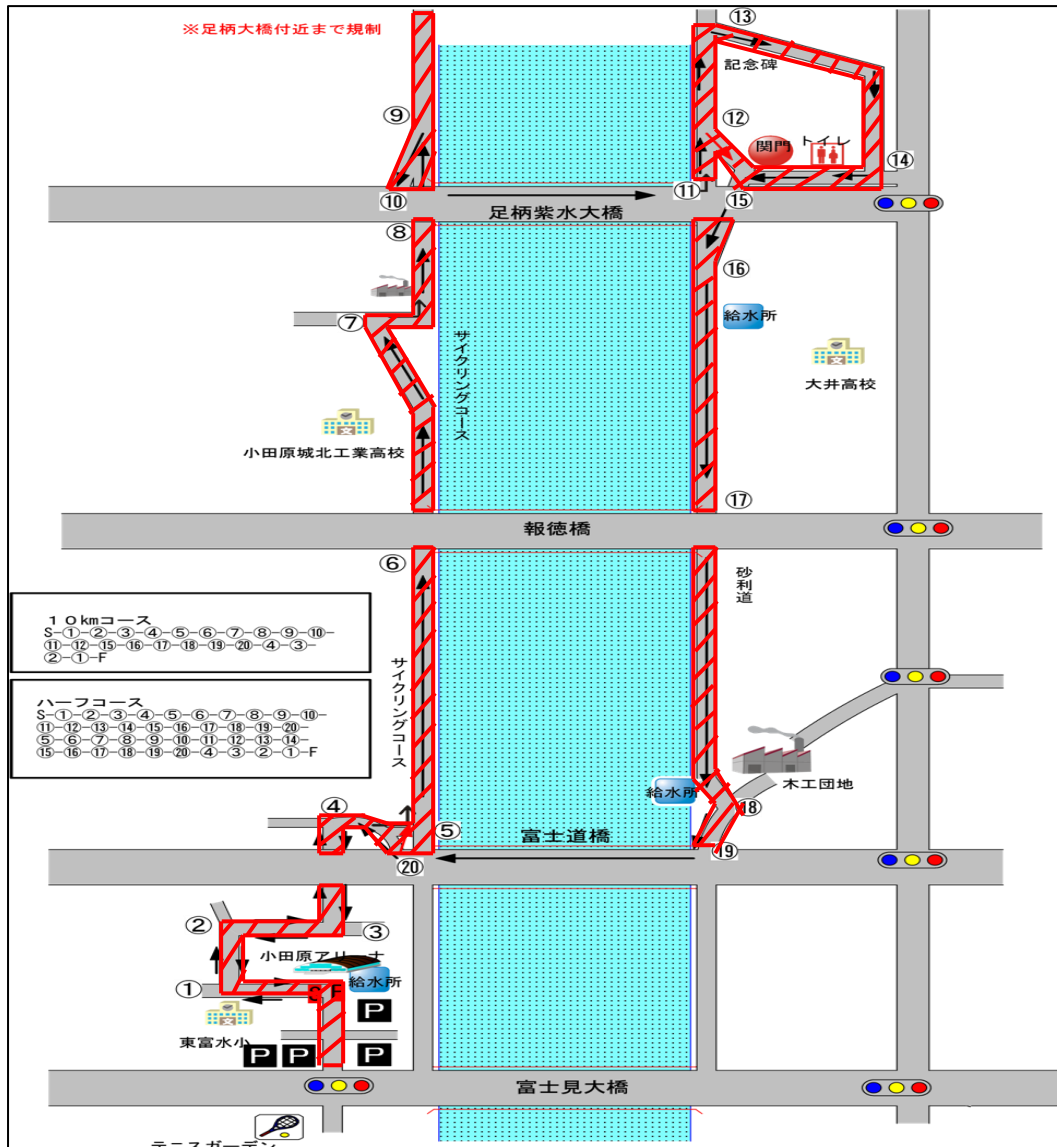 ※足柄大橋付近まで規制
⑬
記念碑
⑨
⑫
関門
トイレ
⑭
⑩
⑪
⑮
足柄紫水大橋
⑧
⑯
⑦
給水所
サイクリングコース
大井高校
小田原城北工業高校
⑰
報徳橋
⑥
砂利道
１０kmコース
S-①-②-③-④-⑤-⑥-⑦-⑧-⑨-⑩-
⑪-⑫-⑮-⑯-⑰-⑱-⑲-⑳-④-③-
②-①-F
サイクリングコース
ハーフコース
S-①-②-③-④-⑤-⑥-⑦-⑧-⑨-⑩-
⑪-⑫-⑬-⑭-⑮-⑯-⑰-⑱-⑲-⑳-
⑤-⑥-⑦-⑧-⑨-⑩-⑪-⑫-⑬-⑭-
⑮-⑯-⑰-⑱-⑲-⑳-④-③-②-①-F
木工団地
給水所
④
⑱
⑤
富士道橋
⑲
⑳
②
③
小田原アリーナ
①
給水所
F
P
東富水小
P P P
富士見大橋
テニスガーデン